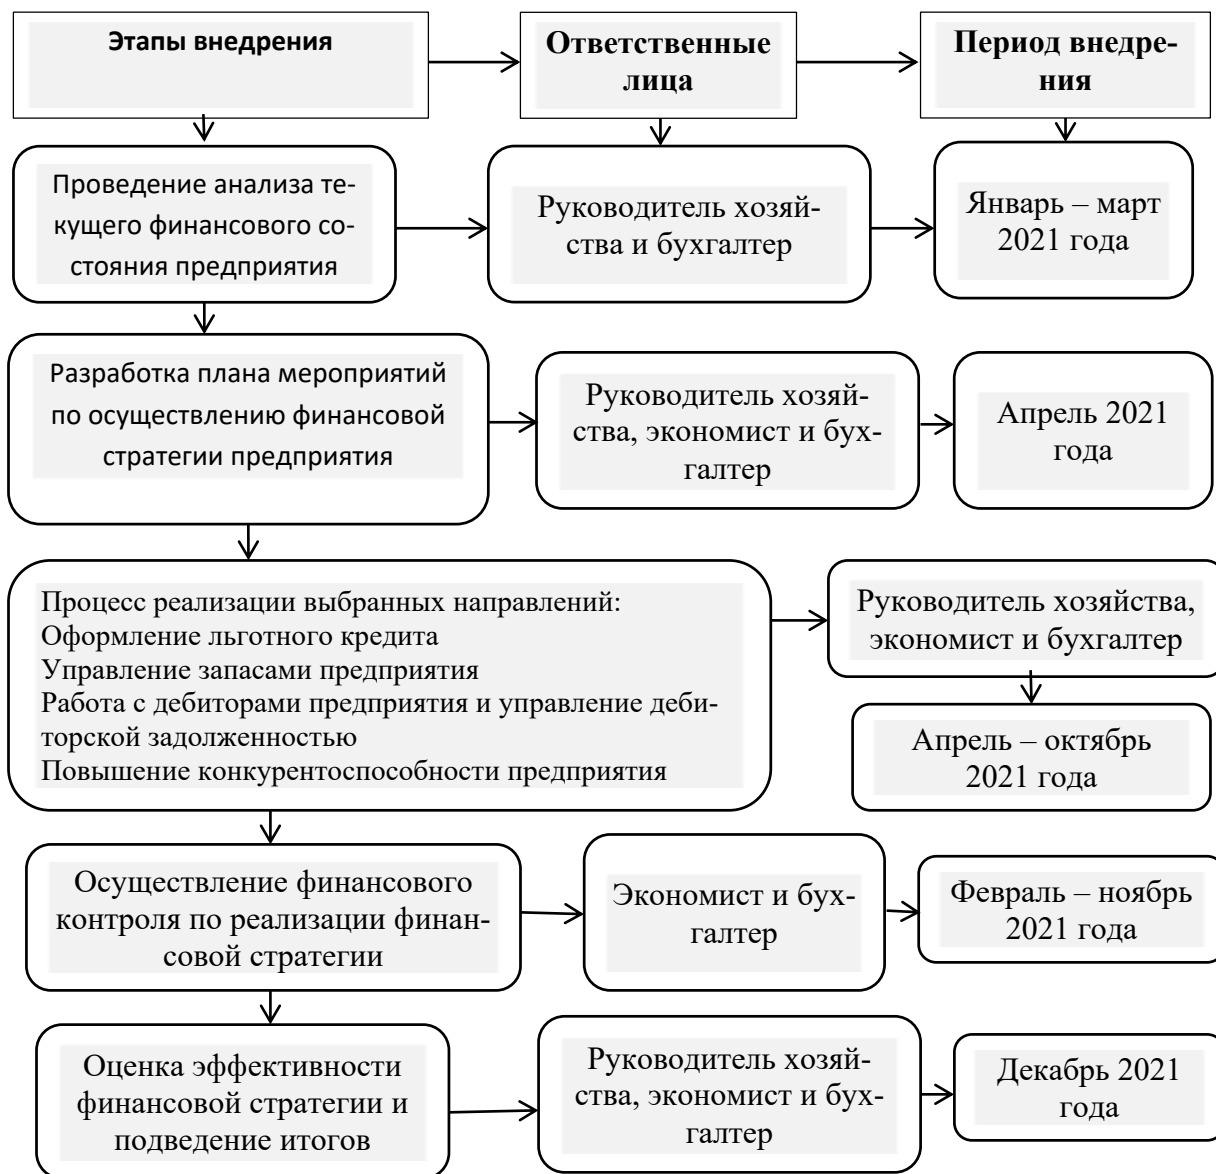 Этапы внедрения
Ответственные
лица
Период внедре-
ния
Проведение анализа те-
кущего финансового со-
стояния предприятия
Руководитель хозяй-
ства и бухгалтер
Январь – март
2021 года
Разработка плана мероприятий
по осуществлению финансовой
стратегии предприятия
Руководитель хозяй-
ства, экономист и бух-
галтер
Апрель 2021
года
Процесс реализации выбранных направлений:
Оформление льготного кредита
Управление запасами предприятия
Работа с дебиторами предприятия и управление деби-
торской задолженностью
Повышение конкурентоспособности предприятия
Руководитель хозяйства,
экономист и бухгалтер
Апрель – октябрь
2021 года
Осуществление финансового
контроля по реализации финан-
совой стратегии
Экономист и бух-
галтер
Февраль – ноябрь
2021 года
Оценка эффективности
финансовой стратегии и
подведение итогов
Руководитель хозяй-
ства, экономист и бух-
галтер
Декабрь 2021
года